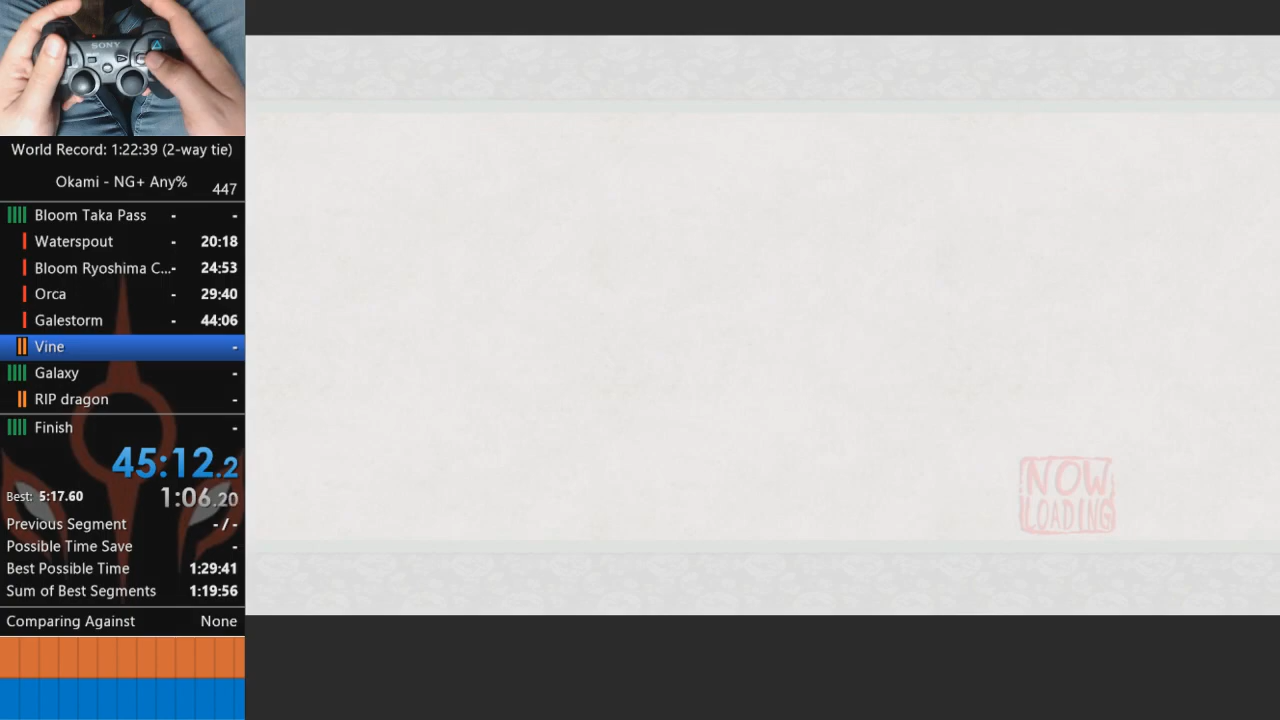 SONY
World Record: 1:22:39 (2-way tie)
Okami - NG+ Any%
447
Bloom Taka Pass - -
Waterspout - 20:18
Bloom Ryoshima C...- 24:53
Orca - 29:40
Galestorm - 44:06
Vine -
Galaxy -
RIP dragon -
Finish -
45:12.2
Best: 5:17.60 1:06.20
Previous Segment - / -
Possible Time Save -
Best Possible Time 1:29:41
Sum of Best Segments 1:19:56
Comparing Against None
NOW
LOADING